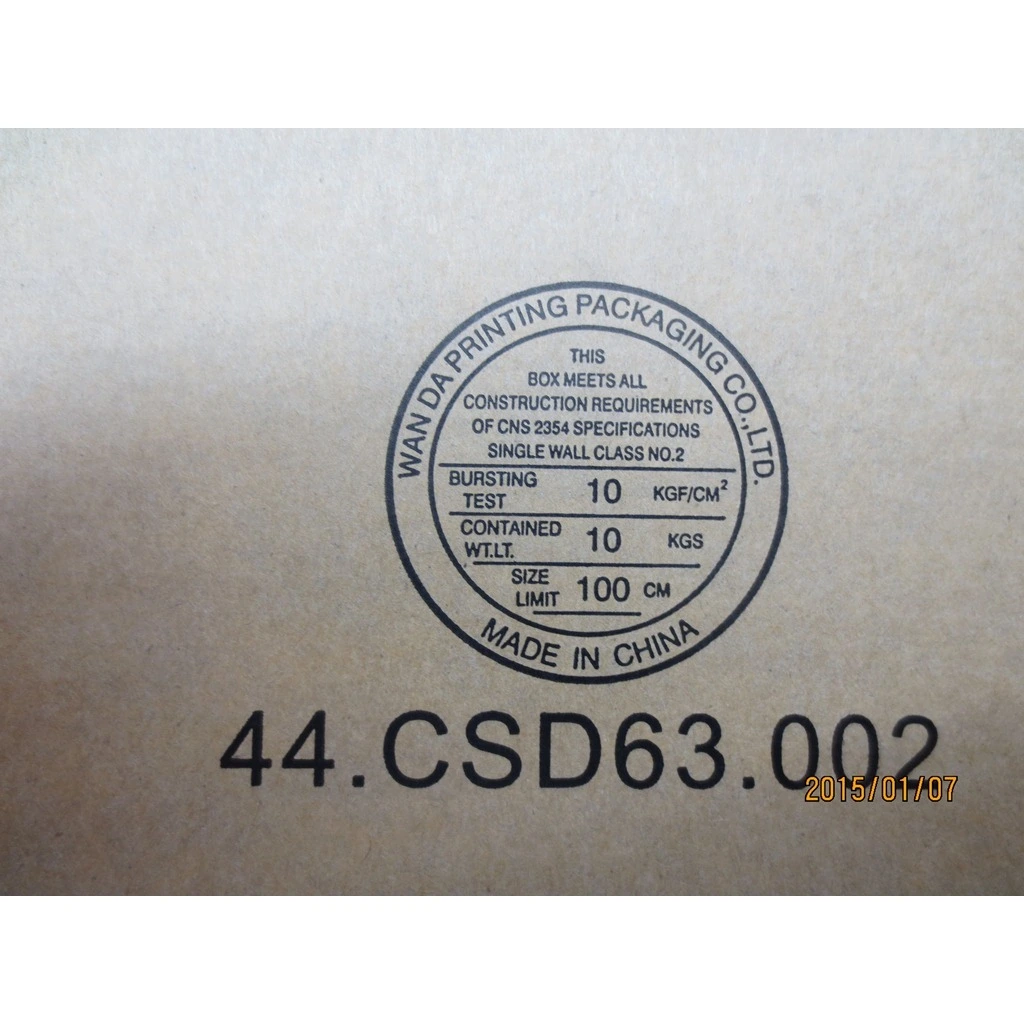 WAN DA PRINTING PACKAGING CO.,LTD.
THIS
BOX MEETS ALL
CONSTRUCTION REQUIREMENTS
OF CNS 2354 SPECIFICATIONS
SINGLE WALL CLASS NO.2
BURSTING TEST 10 KGF/CM²
CONTAINED WT.LT. 10 KGS
SIZE LIMIT 100 CM
MADE IN CHINA
44.CSD63.002
2015/01/07